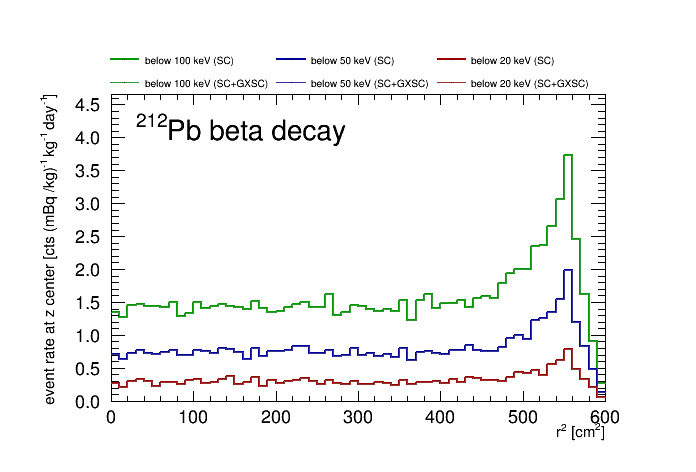 below 100 keV (SC) below 50 keV (SC) below 20 keV (SC)
below 100 keV (SC+GXSC) below 50 keV (SC+GXSC) below 20 keV (SC+GXSC)
²¹²Pb beta decay
event rate at z center [cts (mBq /kg)⁻¹ kg⁻¹ day⁻¹]
4.5
4.0
3.5
3.0
2.5
2.0
1.5
1.0
0.5
0.0
0 100 200 300 400 500 600
r² [cm²]